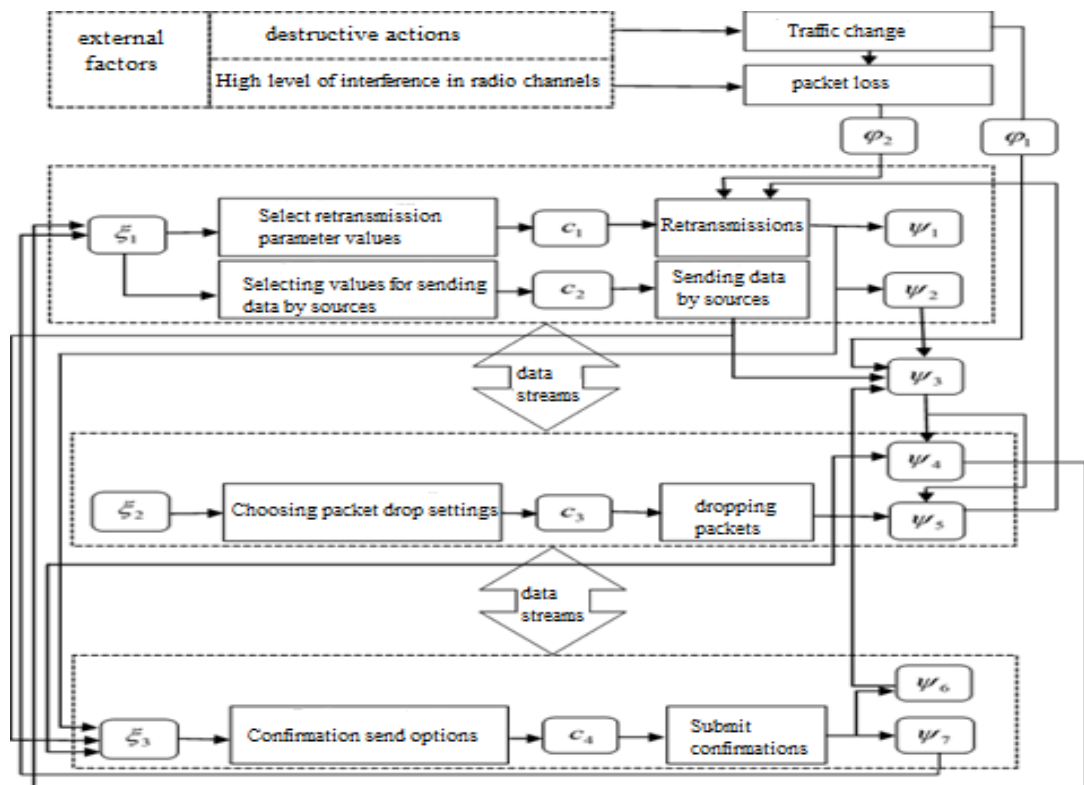 external
factors
destructive actions
High level of interference in radio channels
Traffic change
packet loss
φ₂
φ₁
ξ₁
Select retransmission
parameter values
c₁
Retransmissions
ψ₁
Selecting values for sending
data by sources
c₂
Sending data
by sources
ψ₂
data
streams
ψ₃
ψ₄
ξ₂
Choosing packet drop settings
c₃
dropping
packets
ψ₅
data
streams
ψ₆
ξ₃
Confirmation send options
c₄
Submit
confirmations
ψ₇